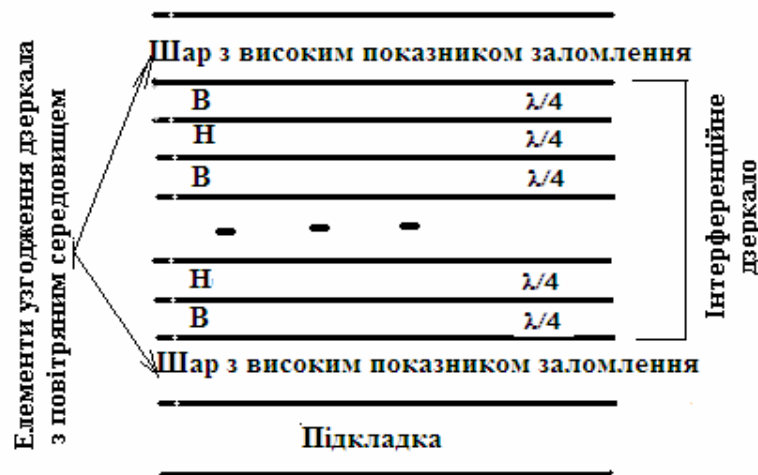 Елементи узгодження дзеркала
з повітряним середовищем
Шар з високим показником заломлення
В λ/4
Н λ/4
В λ/4
- - -
Н λ/4
В λ/4
Шар з високим показником заломлення
Підкладка
Інтерференційне
дзеркало